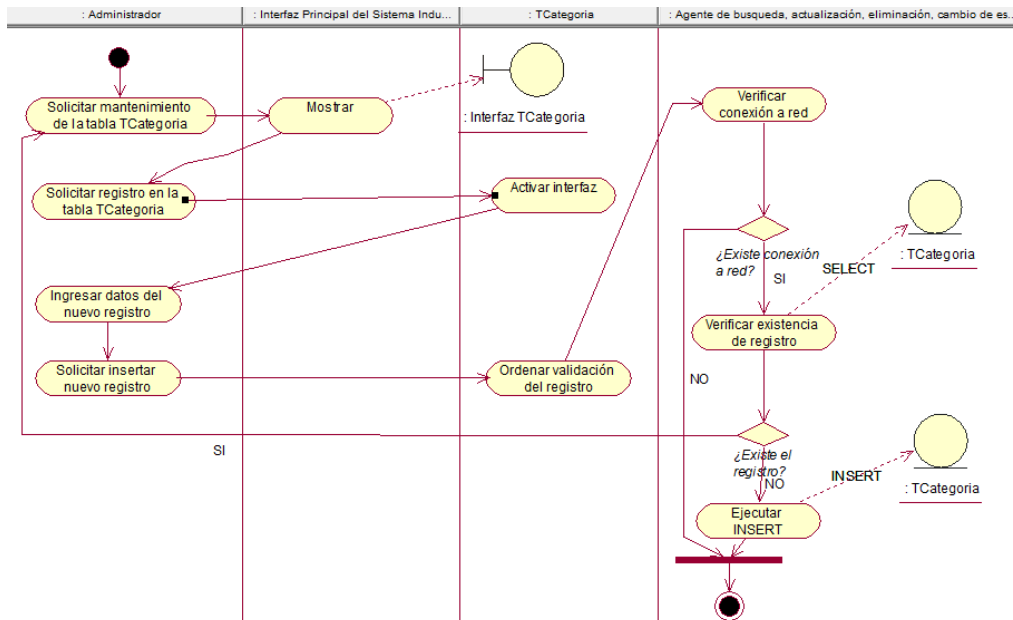 : Administrador
: Interfaz Principal del Sistema Indu...
: TCategoria
: Agente de busqueda, actualización, eliminación, cambio de es...
Solicitar mantenimiento
de la tabla TCategoria
Mostrar
: Interfaz TCategoria
Verificar
conexión a red
Solicitar registro en la
tabla TCategoria
Activar interfaz
¿Existe conexión
a red?
SI
SELECT
: TCategoria
Ingresar datos del
nuevo registro
Verificar existencia
de registro
Solicitar insertar
nuevo registro
Ordenar validación
del registro
NO
SI
¿Existe el
registro?
NO
INSERT
: TCategoria
Ejecutar
INSERT